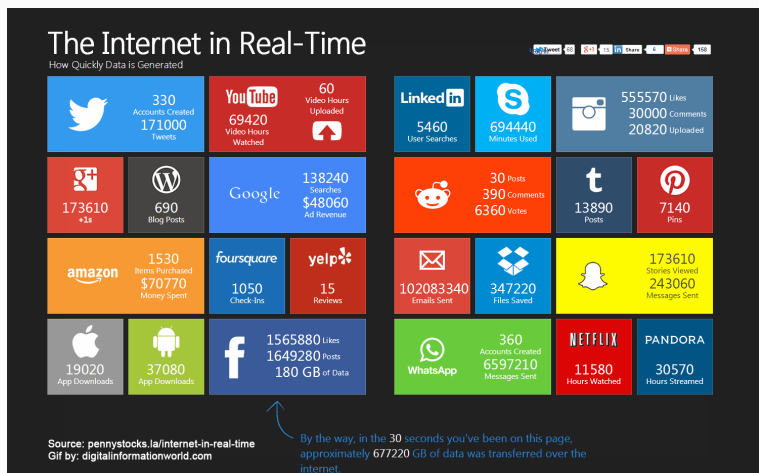 The Internet in Real-Time
How Quickly Data is Generated
Tweet 68 +1 15 in Share 6 Share 158
330
Accounts Created
171000
Tweets
YouTube
69420
Video Hours
Watched
60
Video Hours
Uploaded
LinkedIn
5460
User Searches
694440
Minutes Used
555570 Likes
30000 Comments
20820 Uploaded
173610
+1s
690
Blog Posts
Google
138240
Searches
$48060
Ad Revenue
30 Posts
390 Comments
6360 Votes
13890
Posts
7140
Pins
amazon
1530
Items Purchased
$70770
Money Spent
foursquare
1050
Check-Ins
yelp
15
Reviews
102083340
Emails Sent
347220
Files Saved
173610
Stories Viewed
243060
Messages Sent
19020
App Downloads
37080
App Downloads
1565880 Likes
1649280 Posts
180 GB of Data
WhatsApp
360
Accounts Created
6597210
Messages Sent
NETFLIX
11580
Hours Watched
PANDORA
30570
Hours Streamed
Source: pennystocks.la/internet-in-real-time
Gif by: digitalinformationworld.com
By the way, in the 30 seconds you've been on this page,
approximately 677220 GB of data was transferred over the
internet.